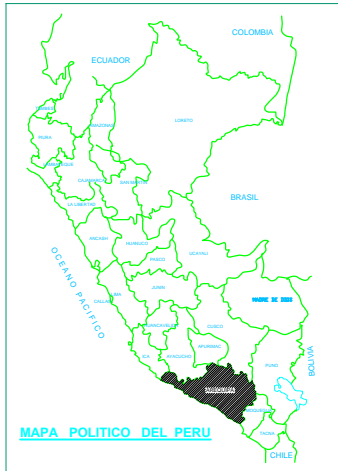 COLOMBIA
ECUADOR
LORETO
TUMBES
AMAZONAS
PIURA
LAMBAYEQUE
CAJAMARCA
SAN MARTIN
BRASIL
LA LIBERTAD
ANCASH
HUANUCO
UCAYALI
PASCO
OCEANO PACIFICO
LIMA
CALLAO
JUNIN
MADRE DE DIOS
HUANCAVELICA
CUSCO
APURIMAC
ICA
AYACUCHO
PUNO
BOLIVIA
AREQUIPA
MOQUEGUA
TACNA
MAPA POLITICO DEL PERU
CHILE